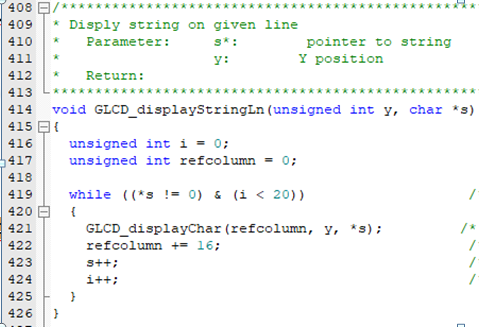 408 /*************************************************
409 * Disply string on given line
410 *   Parameter:     s*:          pointer to string
411 *                  y:          Y position
412 *   Return:
413 **************************************************
414 void GLCD_displayStringLn(unsigned int y, char *s)
415 {
416   unsigned int i = 0;
417   unsigned int refcolumn = 0;
418
419   while ((*s != 0) & (i < 20))                    /
420   {
421     GLCD_displayChar(refcolumn, y, *s);          /*
422     refcolumn += 16;                              /
423     s++;                                          /
424     i++;                                          /
425   }
426 }